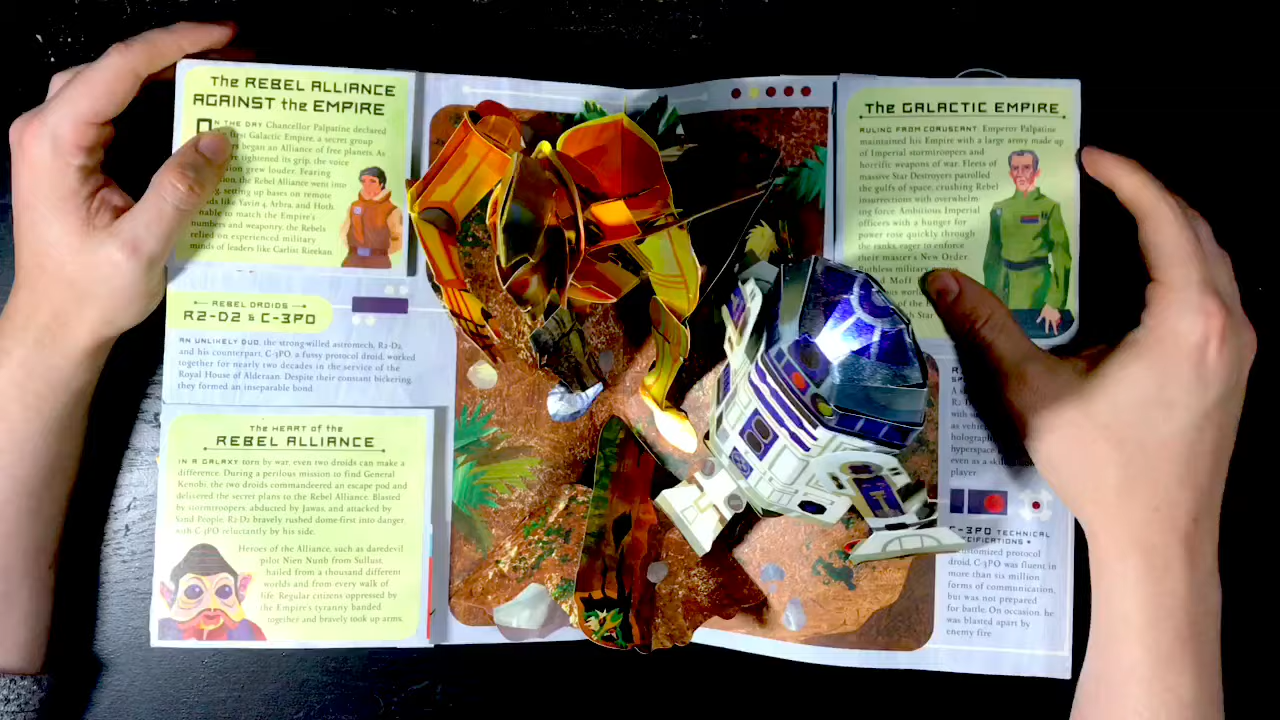 The REBEL ALLIANCE
AGAINST the EMPIRE
ON THE DAY Chancellor Palpatine declared
first Galactic Empire, a secret group
began an Alliance of free planets. As
tightened its grip, the voice
grew louder. Fearing
the Rebel Alliance went into
setting up bases on remote
like Yavin 4, Arbra, and Hoth.
to match the Empire's
numbers and weaponry, the Rebels
relied on experienced military
minds of leaders like Carlist Rieekan.
REBEL DROIDS
R2-D2 & C-3PO
AN UNLIKELY DUO, the strong-willed astromech, R2-D2,
and his counterpart, C-3PO, a fussy protocol droid, worked
together for nearly two decades in the service of the
Royal House of Alderaan. Despite their constant bickering,
they formed an inseparable bond.
The HEART of the
REBEL ALLIANCE
IN A GALAXY torn by war, even two droids can make a
difference. During a perilous mission to find General
Kenobi, the two droids commandeered an escape pod and
delivered the secret plans to the Rebel Alliance. Blasted
by stormtroopers, abducted by Jawas, and attacked by
Sand People, R2-D2 bravely rushed dome-first into danger,
with C-3PO reluctantly by his side.
Heroes of the Alliance, such as daredevil
pilot Nien Nunb from Sullust,
hailed from a thousand different
worlds and from every walk of
life. Regular citizens oppressed by
the Empire's tyranny banded
together and bravely took up arms.
The GALACTIC EMPIRE
RULING FROM CORUSCANT, Emperor Palpatine
maintained his Empire with a large army made up
of Imperial stormtroopers and
horrific weapons of war. Fleets of
massive Star Destroyers patrolled
the gulfs of space, crushing Rebel
insurrections with overwhelm-
ing force. Ambitious Imperial
officers with a hunger for
power rose quickly through
the ranks, eager to enforce
their master's New Order.
Ruthless military
Moff
of the
Star
as
hyperspace
even as a
player.
C-3PO TECHNICAL
protocol
droid, C-3PO was fluent in
more than six million
forms of communication,
but was not prepared
for battle. On occasion, he
was blasted apart by
enemy fire.